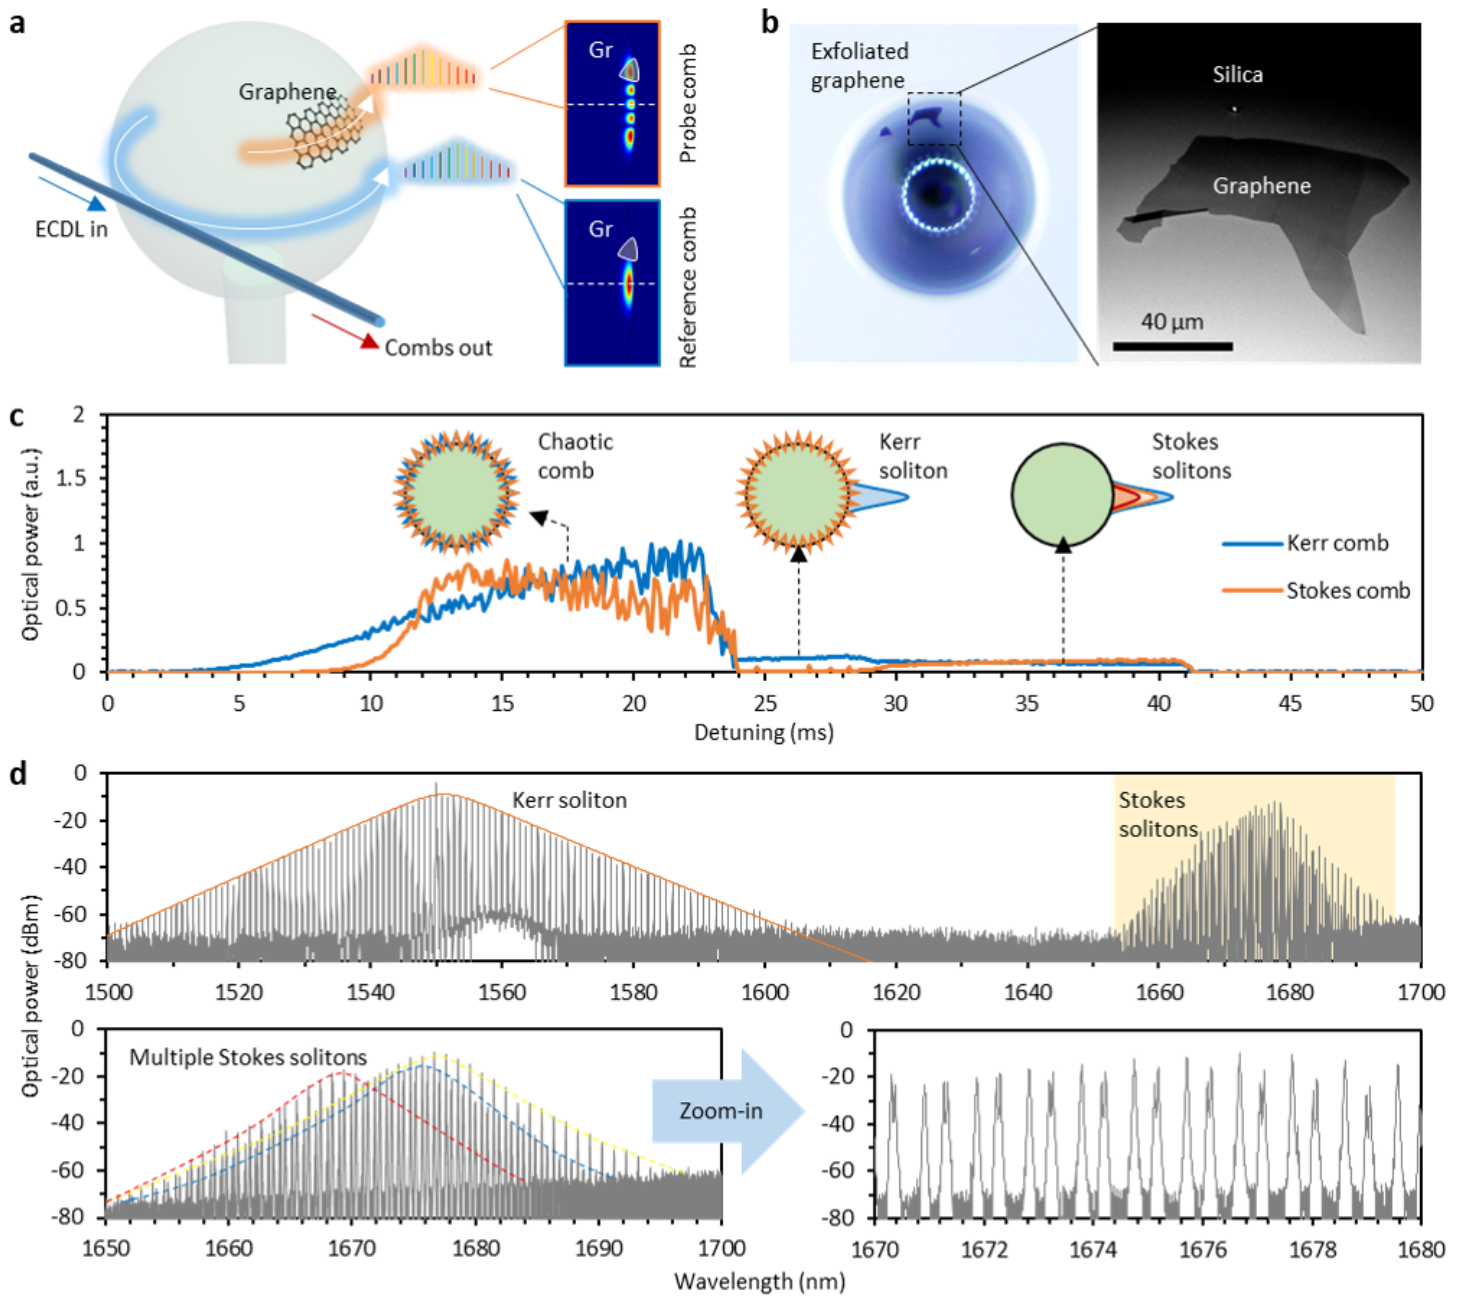 a
Graphene
ECDL in
Combs out
Gr
Probe comb
Gr
Reference comb
b
Exfoliated
graphene
Silica
Graphene
40 µm
c
Optical power (a.u.)
2
1.5
1
0.5
0
Chaotic
comb
Kerr
soliton
Stokes
solitons
Kerr comb
Stokes comb
0 5 10 15 20 25 30 35 40 45 50
Detuning (ms)
d
Optical power (dBm)
0
-20
-40
-60
-80
Kerr soliton
Stokes
solitons
1500 1520 1540 1560 1580 1600 1620 1640 1660 1680 1700
0
-20
-40
-60
-80
Multiple Stokes solitons
1650 1660 1670 1680 1690 1700
Zoom-in
0
-20
-40
-60
-80
1670 1672 1674 1676 1678 1680
Wavelength (nm)